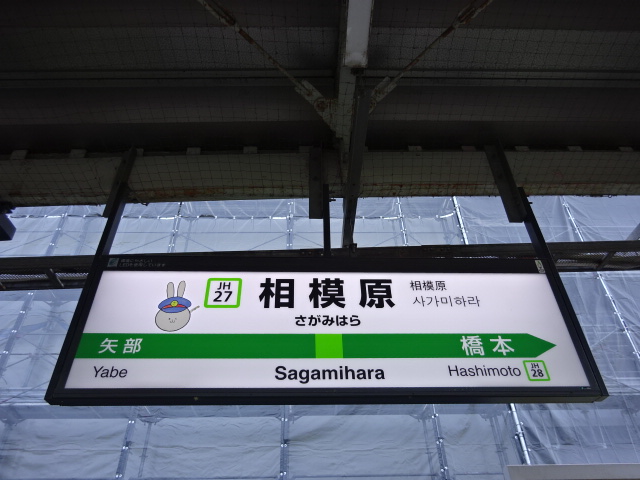 JH
27
相模原
相模原
사가미하라
さがみはら
矢部
橋本
Yabe
Sagamihara
Hashimoto
JH
28